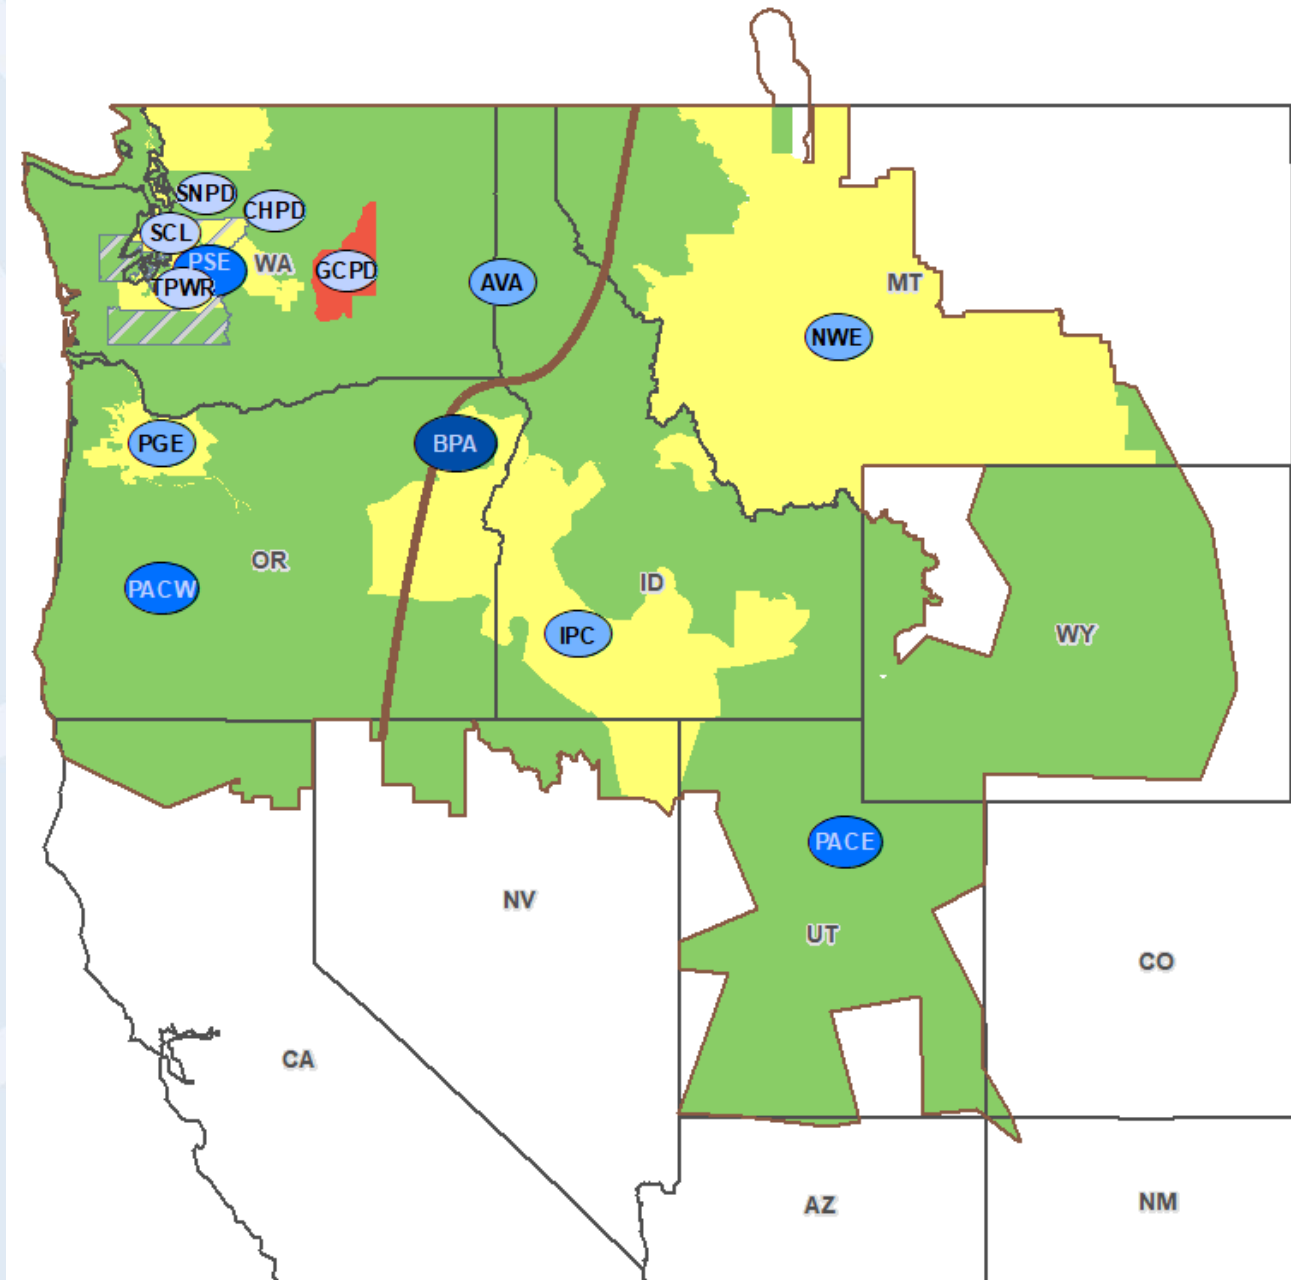 SNPD
CHPD
SCL
PSE
WA
GCPD
TPWR
AVA
MT
NWE
PGE
BPA
OR
ID
PACW
IPC
WY
PACE
NV
UT
CO
CA
AZ
NM